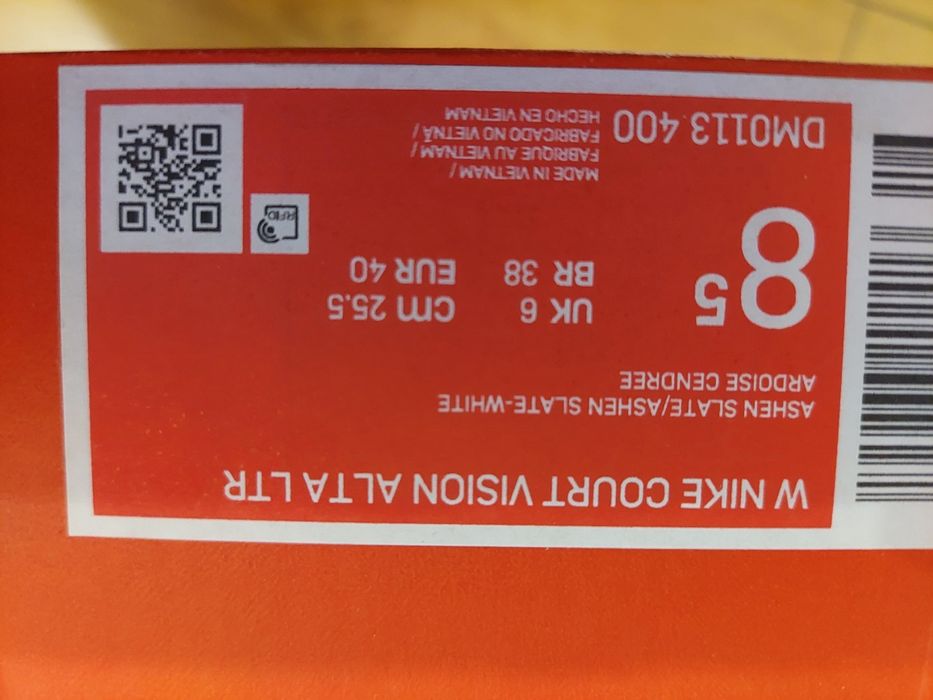 W NIKE COURT VISION ALTA LTR
ASHEN SLATE/ASHEN SLATE-WHITE
ARDOISE CENDREE
8 5
UK 6 Cm 25.5
BR 38 EUR 40
MADE IN VIETNAM /
FABRIQUE AU VIETNAM /
FABRICADO NO VIETNÃ /
HECHO EN VIETNAM
DM0113 400
RFID